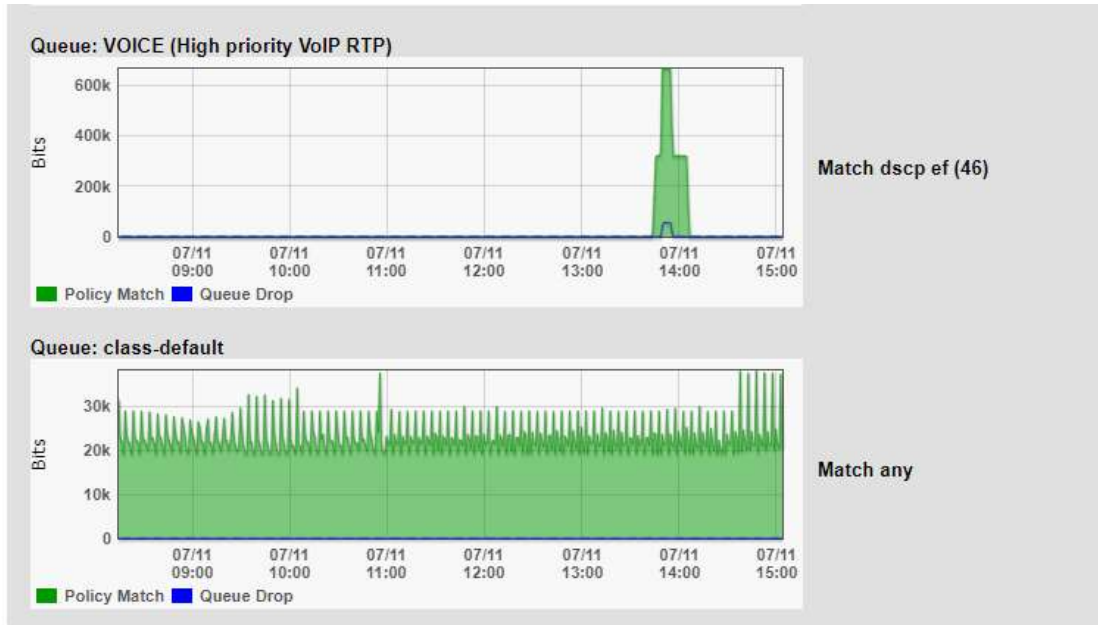 Queue: VOICE (High priority VoIP RTP)
600k
400k
200k
0
Bits
07/11 07/11 07/11 07/11 07/11 07/11 07/11
09:00 10:00 11:00 12:00 13:00 14:00 15:00
Policy Match Queue Drop
Match dscp ef (46)
Queue: class-default
30k
20k
10k
0
Bits
07/11 07/11 07/11 07/11 07/11 07/11 07/11
09:00 10:00 11:00 12:00 13:00 14:00 15:00
Policy Match Queue Drop
Match any